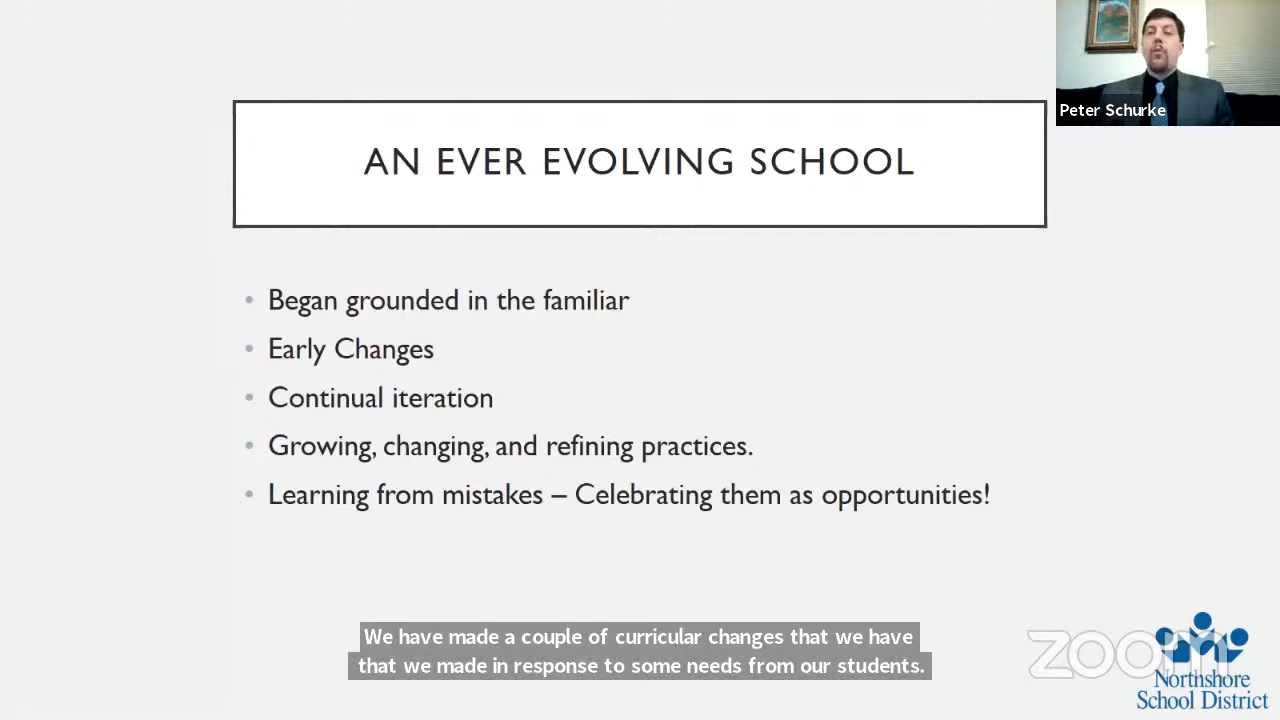 Peter Schurke
AN EVER EVOLVING SCHOOL
• Began grounded in the familiar
• Early Changes
• Continual iteration
• Growing, changing, and refining practices.
• Learning from mistakes – Celebrating them as opportunities!
We have made a couple of curricular changes that we have
that we made in response to some needs from our students.
zoom
Northshore
School District